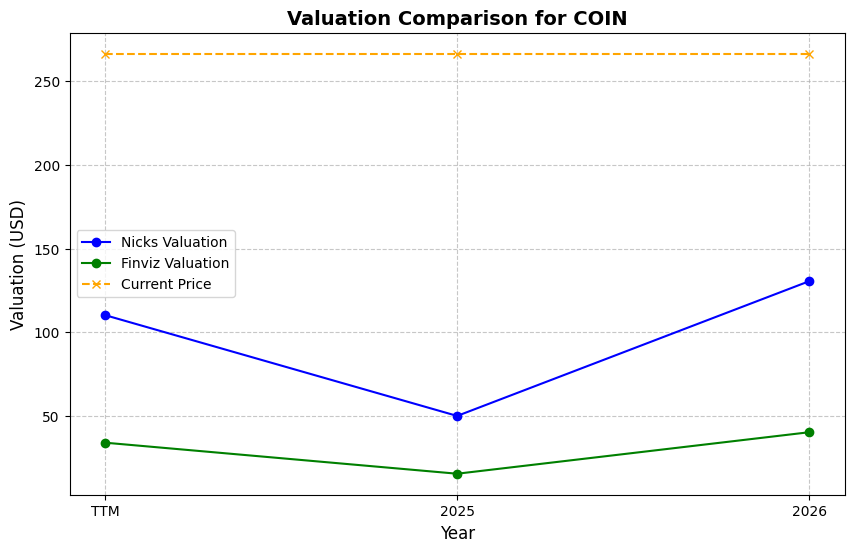 Valuation Comparison for COIN
Valuation (USD)
250
200
150
100
50
Nicks Valuation
Finviz Valuation
Current Price
TTM
2025
2026
Year